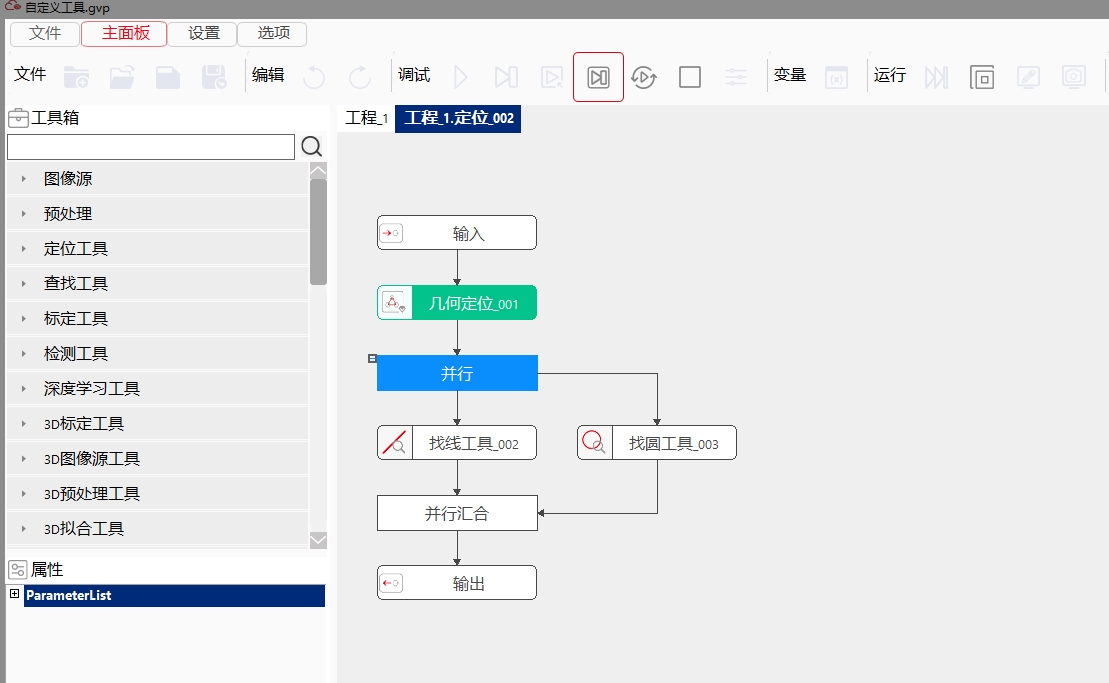 自定义工具.gvp
文件 主面板 设置 选项
文件 编辑 调试 变量 (x) 运行
工具箱
工程_1 工程_1.定位_002
图像源
预处理
定位工具
查找工具
标定工具
检测工具
深度学习工具
3D标定工具
3D图像源工具
3D预处理工具
3D拟合工具
属性
ParameterList
输入
几何定位_001
并行
找线工具_002 找圆工具_003
并行汇合
输出